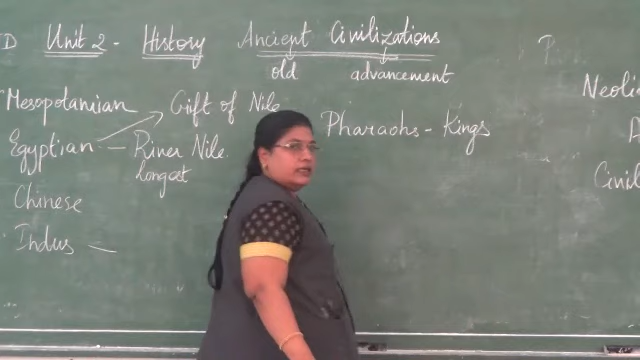 D Unit 2 - History Ancient Civilizations
old advancement
Mesopotamian
Gift of Nile
Egyptian — River Nile.
longest
Pharaohs - Kings
Chinese
Indus —
Neoli
Civil